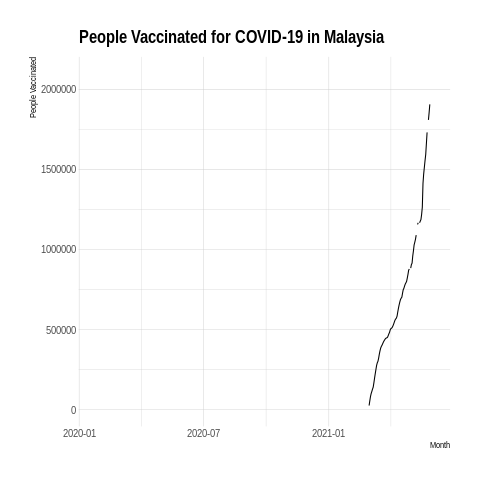 People Vaccinated for COVID-19 in Malaysia
People Vaccinated
2000000
1500000
1000000
500000
0
2020-01
2020-07
2021-01
Month